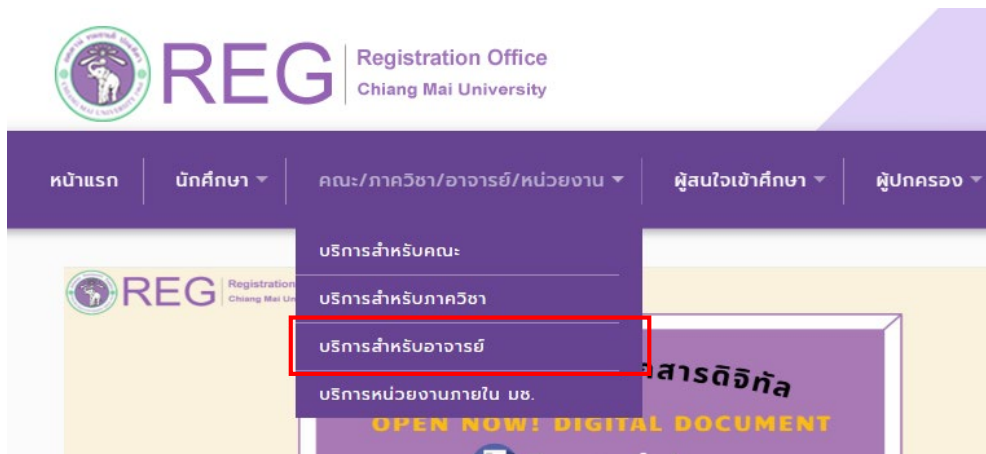 REG
Registration Office
Chiang Mai University
หน้าแรก
นักศึกษา
คณะ/ภาควิชา/อาจารย์/หน่วยงาน
ผู้สนใจเข้าศึกษา
ผู้ปกครอง
บริการสำหรับคณะ
บริการสำหรับภาควิชา
บริการสำหรับอาจารย์
บริการหน่วยงานภายใน มช.
REG
Registration
Chiang Mai
สารดิจิทัล
OPEN NOW! DIGITAL DOCUMENT